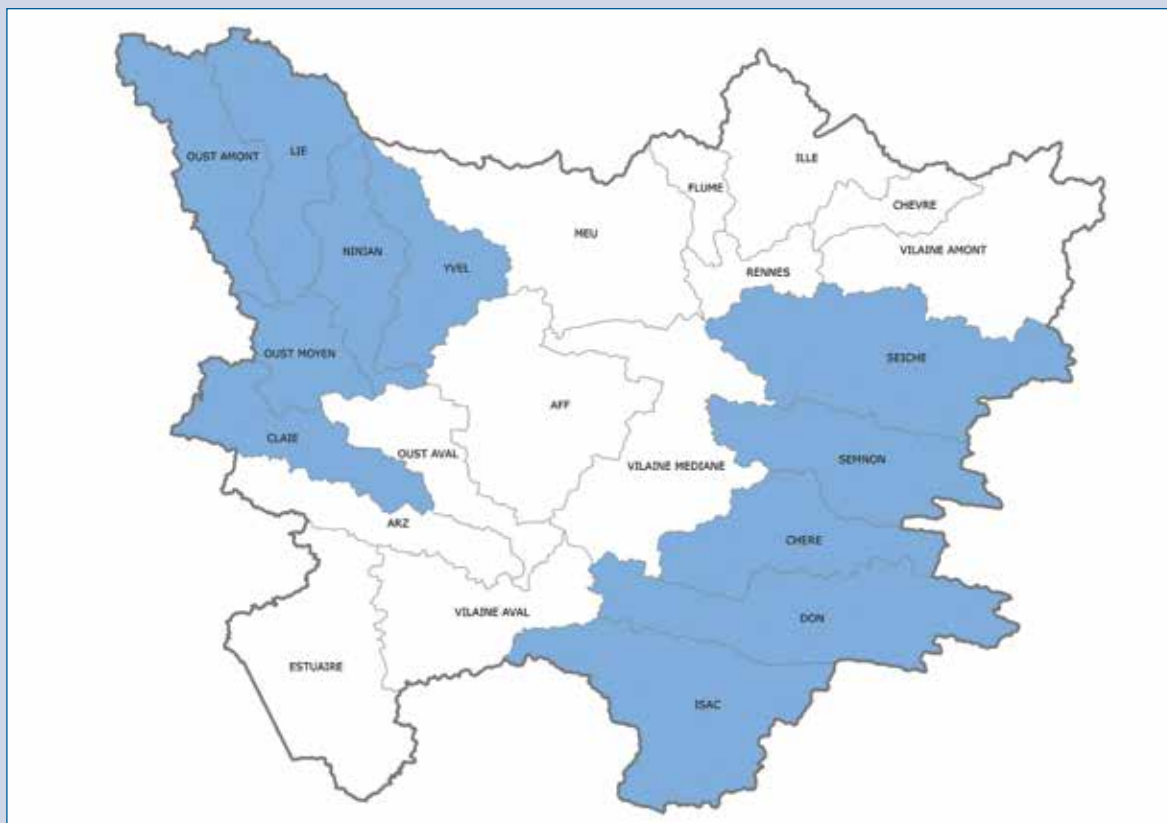 OUST AMONT
LIE
ILLE
FLUME
CHEVRE
MEU
NINIAN
VILAINE AMONT
YVEL
RENNES
OUST MOYEN
SEICHE
AFF
CLAIE
OUST AVAL
SEMNON
VILAINE MEDIANE
ARZ
CHERE
VILAINE AVAL
DON
ESTUAIRE
ISAC